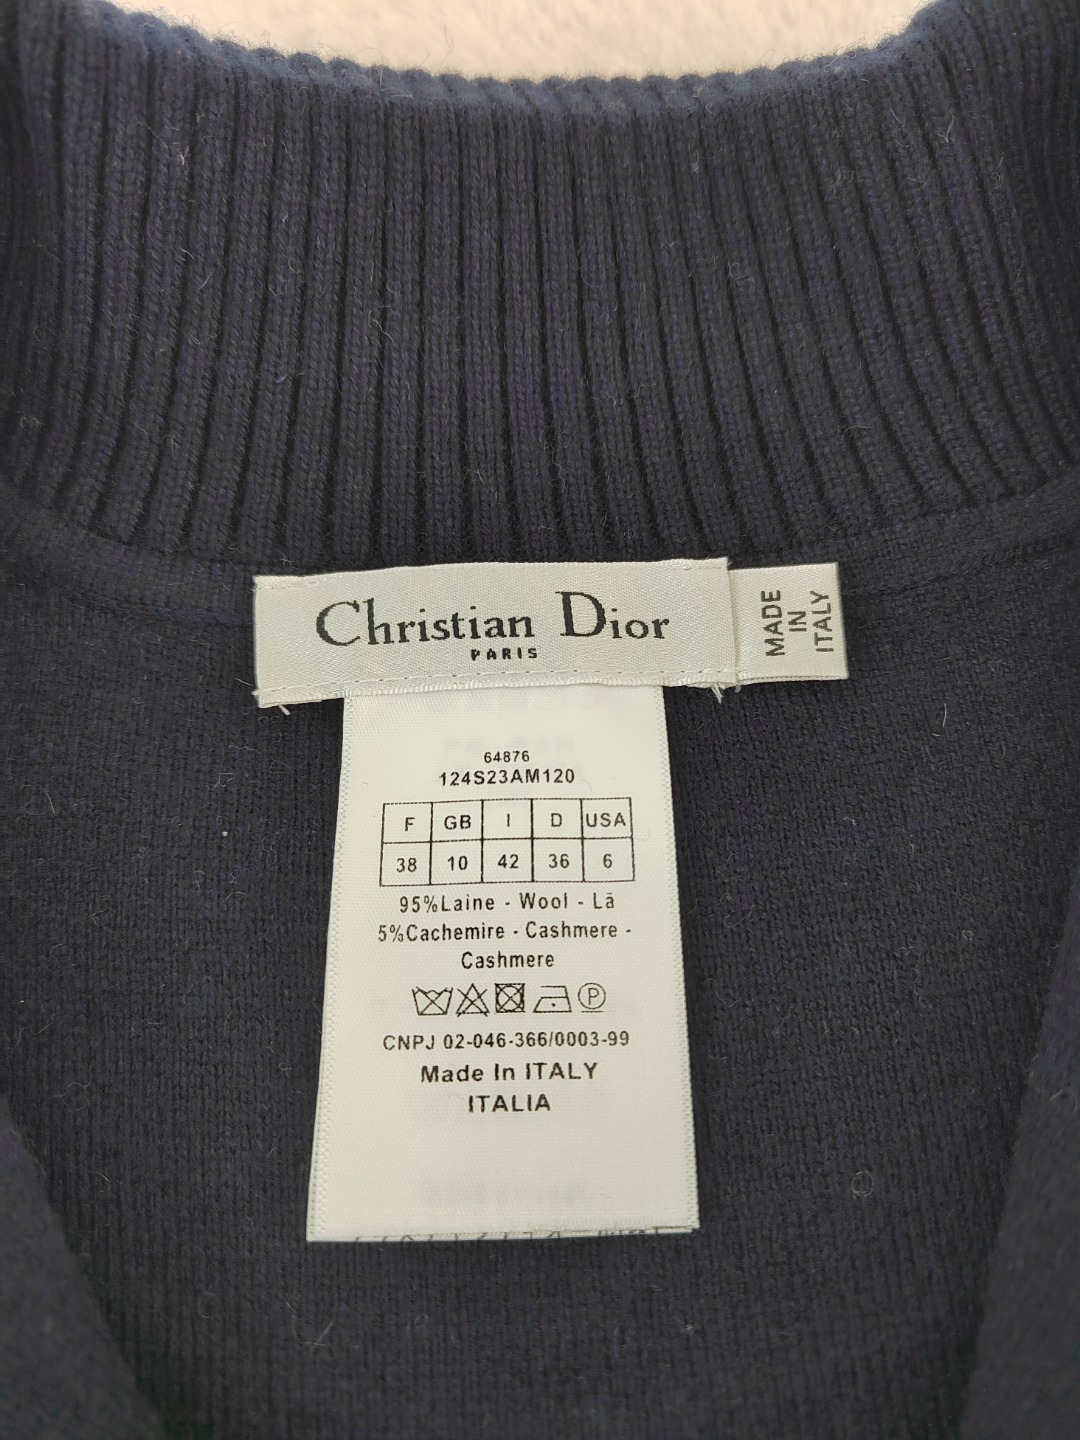 Christian Dior
PARIS
MADE
IN
ITALY
64876
124S23AM120
F GB I D USA
38 10 42 36 6
95%Laine - Wool - Lã
5%Cachemire - Cashmere -
Cashmere
P
CNPJ 02-046-366/0003-99
Made In ITALY
ITALIA